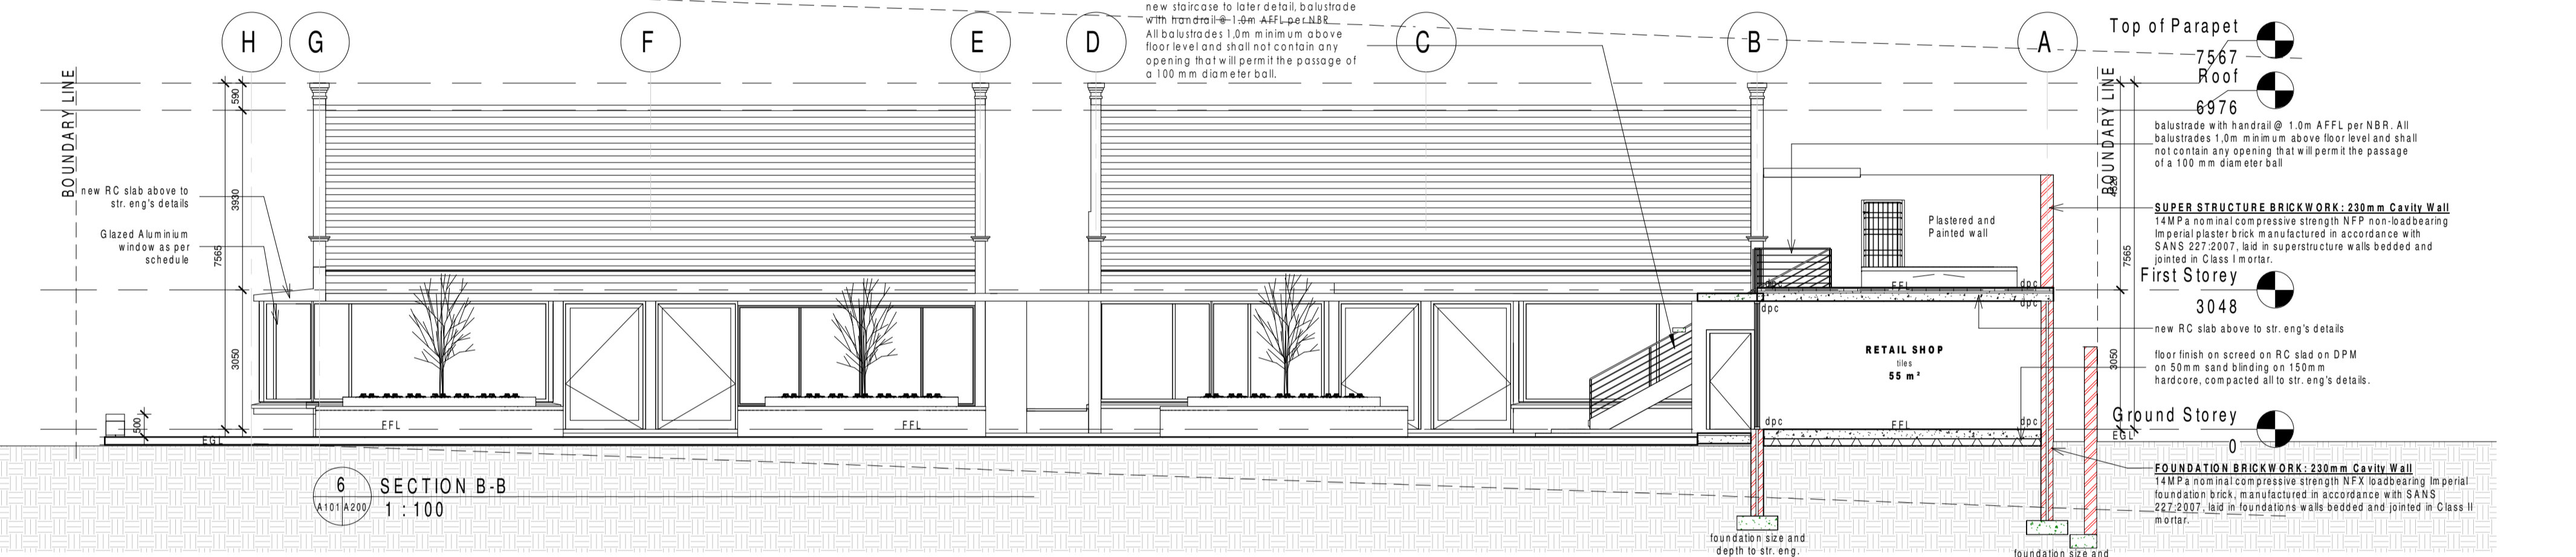 H
G
F
E
D
C
B
A
new staircase to later detail, balustrade
with handrail @ 1.0m AFFL per NBR
All balustrades 1,0m minimum above
floor level and shall not contain any
opening that will permit the passage of
a 100 mm diameter ball.
Top of Parapet
7567
Roof
6976
BOUNDARY LINE
590
3930
7565
3050
500
new RC slab above to
str. eng's details
Glazed Aluminium
window as per
schedule
BOUNDARY LINE
7565
3050
balustrade with handrail @ 1.0m AFFL per NBR. All
balustrades 1,0m minimum above floor level and shall
not contain any opening that will permit the passage
of a 100 mm diameter ball
SUPER STRUCTURE BRICKWORK: 230mm Cavity Wall
14MPa nominal compressive strength NFP non-loadbearing
Imperial plaster brick manufactured in accordance with
SANS 227:2007, laid in superstructure walls bedded and
jointed in Class I mortar.
Plastered and
Painted wall
First Storey
3048
dpc
FFL
dpc
dpc
dpc
new RC slab above to str. eng's details
RETAIL SHOP
tiles
55 m²
floor finish on screed on RC slad on DPM
on 50mm sand blinding on 150mm
hardcore, compacted all to str. eng's details.
Ground Storey
0
EGL
FFL
FFL
dpc
FFL
dpc
EGL
FOUNDATION BRICKWORK: 230mm Cavity Wall
14MPa nominal compressive strength NFX loadbearing Imperial
foundation brick, manufactured in accordance with SANS
227:2007, laid in foundations walls bedded and jointed in Class II
mortar.
6
A101 A200
SECTION B-B
1 : 100
foundation size and
depth to str. eng.
foundation size and